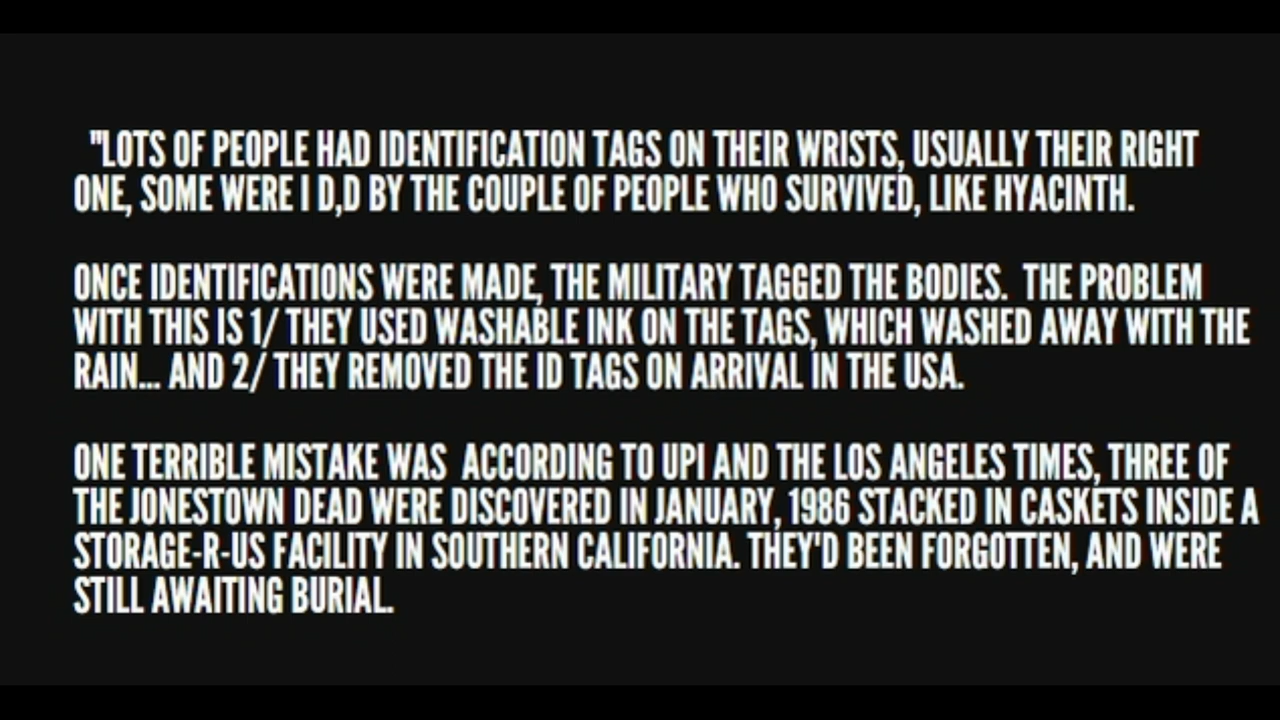 "LOTS OF PEOPLE HAD IDENTIFICATION TAGS ON THEIR WRISTS, USUALLY THEIR RIGHT
ONE, SOME WERE I D,D BY THE COUPLE OF PEOPLE WHO SURVIVED, LIKE HYACINTH.
ONCE IDENTIFICATIONS WERE MADE, THE MILITARY TAGGED THE BODIES.  THE PROBLEM
WITH THIS IS 1/ THEY USED WASHABLE INK ON THE TAGS, WHICH WASHED AWAY WITH THE
RAIN... AND 2/ THEY REMOVED THE ID TAGS ON ARRIVAL IN THE USA.
ONE TERRIBLE MISTAKE WAS  ACCORDING TO UPI AND THE LOS ANGELES TIMES, THREE OF
THE JONESTOWN DEAD WERE DISCOVERED IN JANUARY, 1986 STACKED IN CASKETS INSIDE A
STORAGE-R-US FACILITY IN SOUTHERN CALIFORNIA. THEY'D BEEN FORGOTTEN, AND WERE
STILL AWAITING BURIAL.